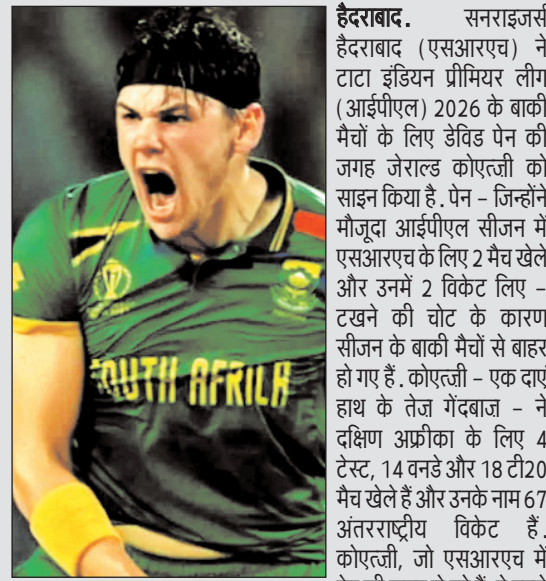 हैदराबाद. सनराइजर्स
हैदराबाद (एसआरएच) ने
टाटा इंडियन प्रीमियर लीग
(आईपीएल) 2026 के बाकी
मैचों के लिए डेविड पेन की
जगह जेराल्ड कोएत्जी को
साइन किया है. पेन – जिन्होंने
मौजूदा आईपीएल सीजन में
एसआरएच के लिए 2 मैच खेले
और उनमें 2 विकेट लिए –
टखने की चोट के कारण
सीजन के बाकी मैचों से बाहर
हो गए हैं. कोएत्जी – एक दाएं
हाथ के तेज गेंदबाज – ने
दक्षिण अफ्रीका के लिए 4
टेस्ट, 14 वनडे और 18 टी20
मैच खेले हैं और उनके नाम 67
अंतरराष्ट्रीय विकेट हैं.
कोएत्जी, जो एसआरएच में
SOUTH AFRICA